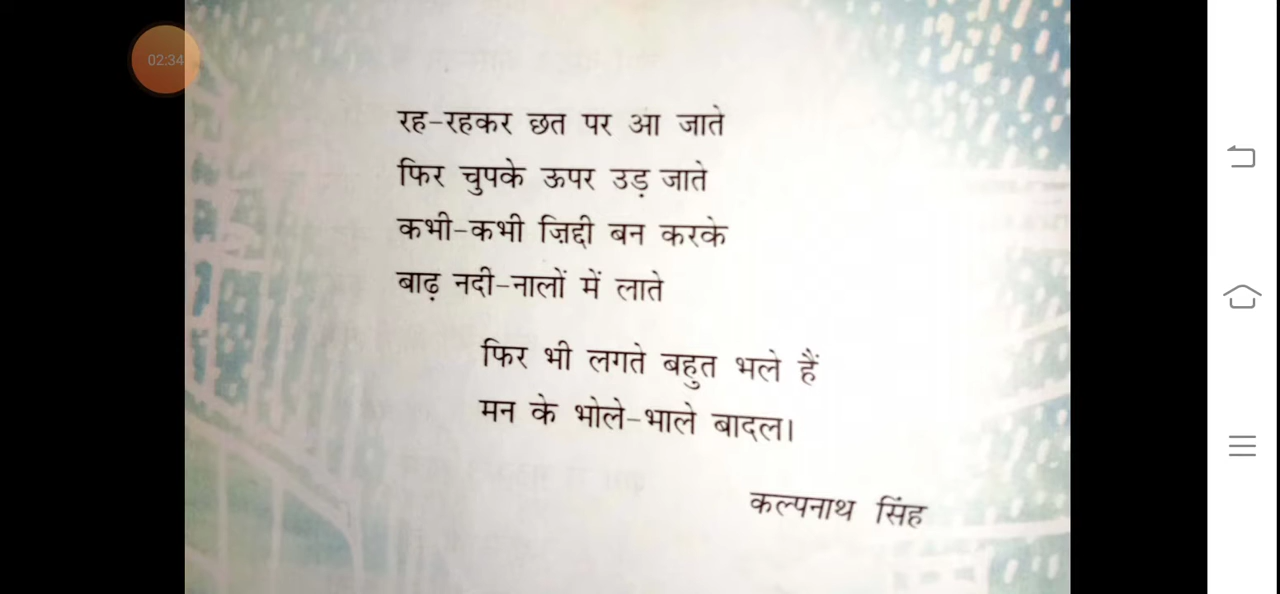 02:34
रह-रहकर छत पर आ जाते
फिर चुपके ऊपर उड़ जाते
कभी-कभी ज़िद्दी बन करके
बाढ़ नदी-नालों में लाते
फिर भी लगते बहुत भले हैं
मन के भोले-भाले बादल।
कल्पनाथ सिंह